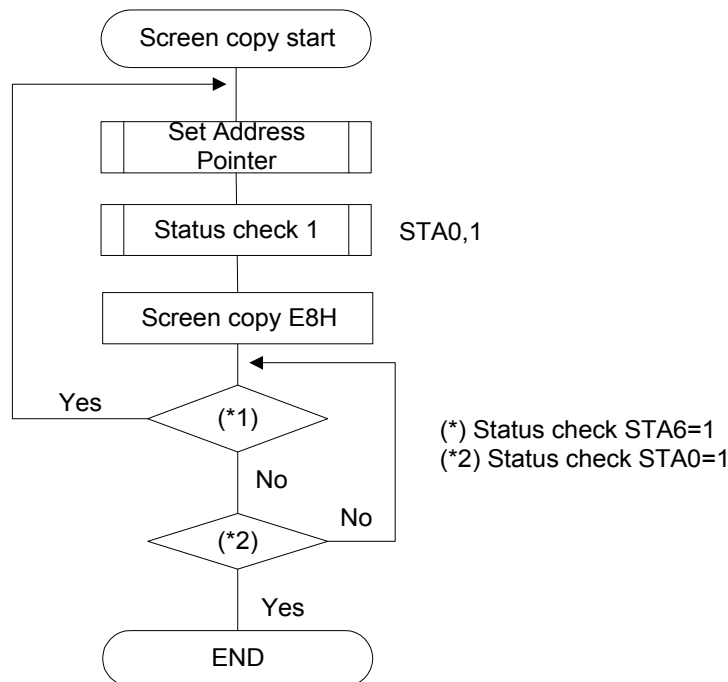 Screen copy start
Set Address
Pointer
Status check 1
STA0,1
Screen copy E8H
Yes
(*1)
(*) Status check STA6=1
(*2) Status check STA0=1
No
No
(*2)
Yes
END